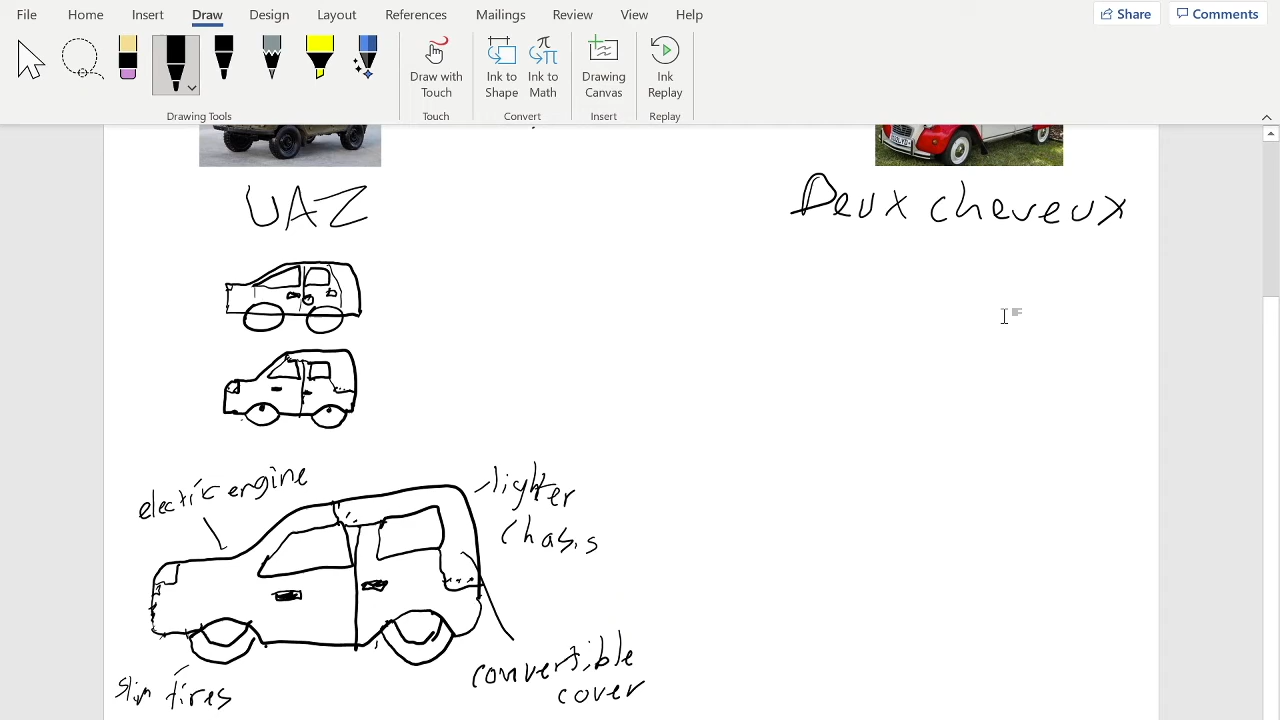 File Home Insert Draw Design Layout References Mailings Review View Help Share Comments
Draw with Touch
Ink to Shape
Ink to Math
Drawing Canvas
Ink Replay
Drawing Tools Touch Convert Insert Replay
UAZ
Deux cheveux
electric engine
lighter
chasis
slim tires
convertible
cover